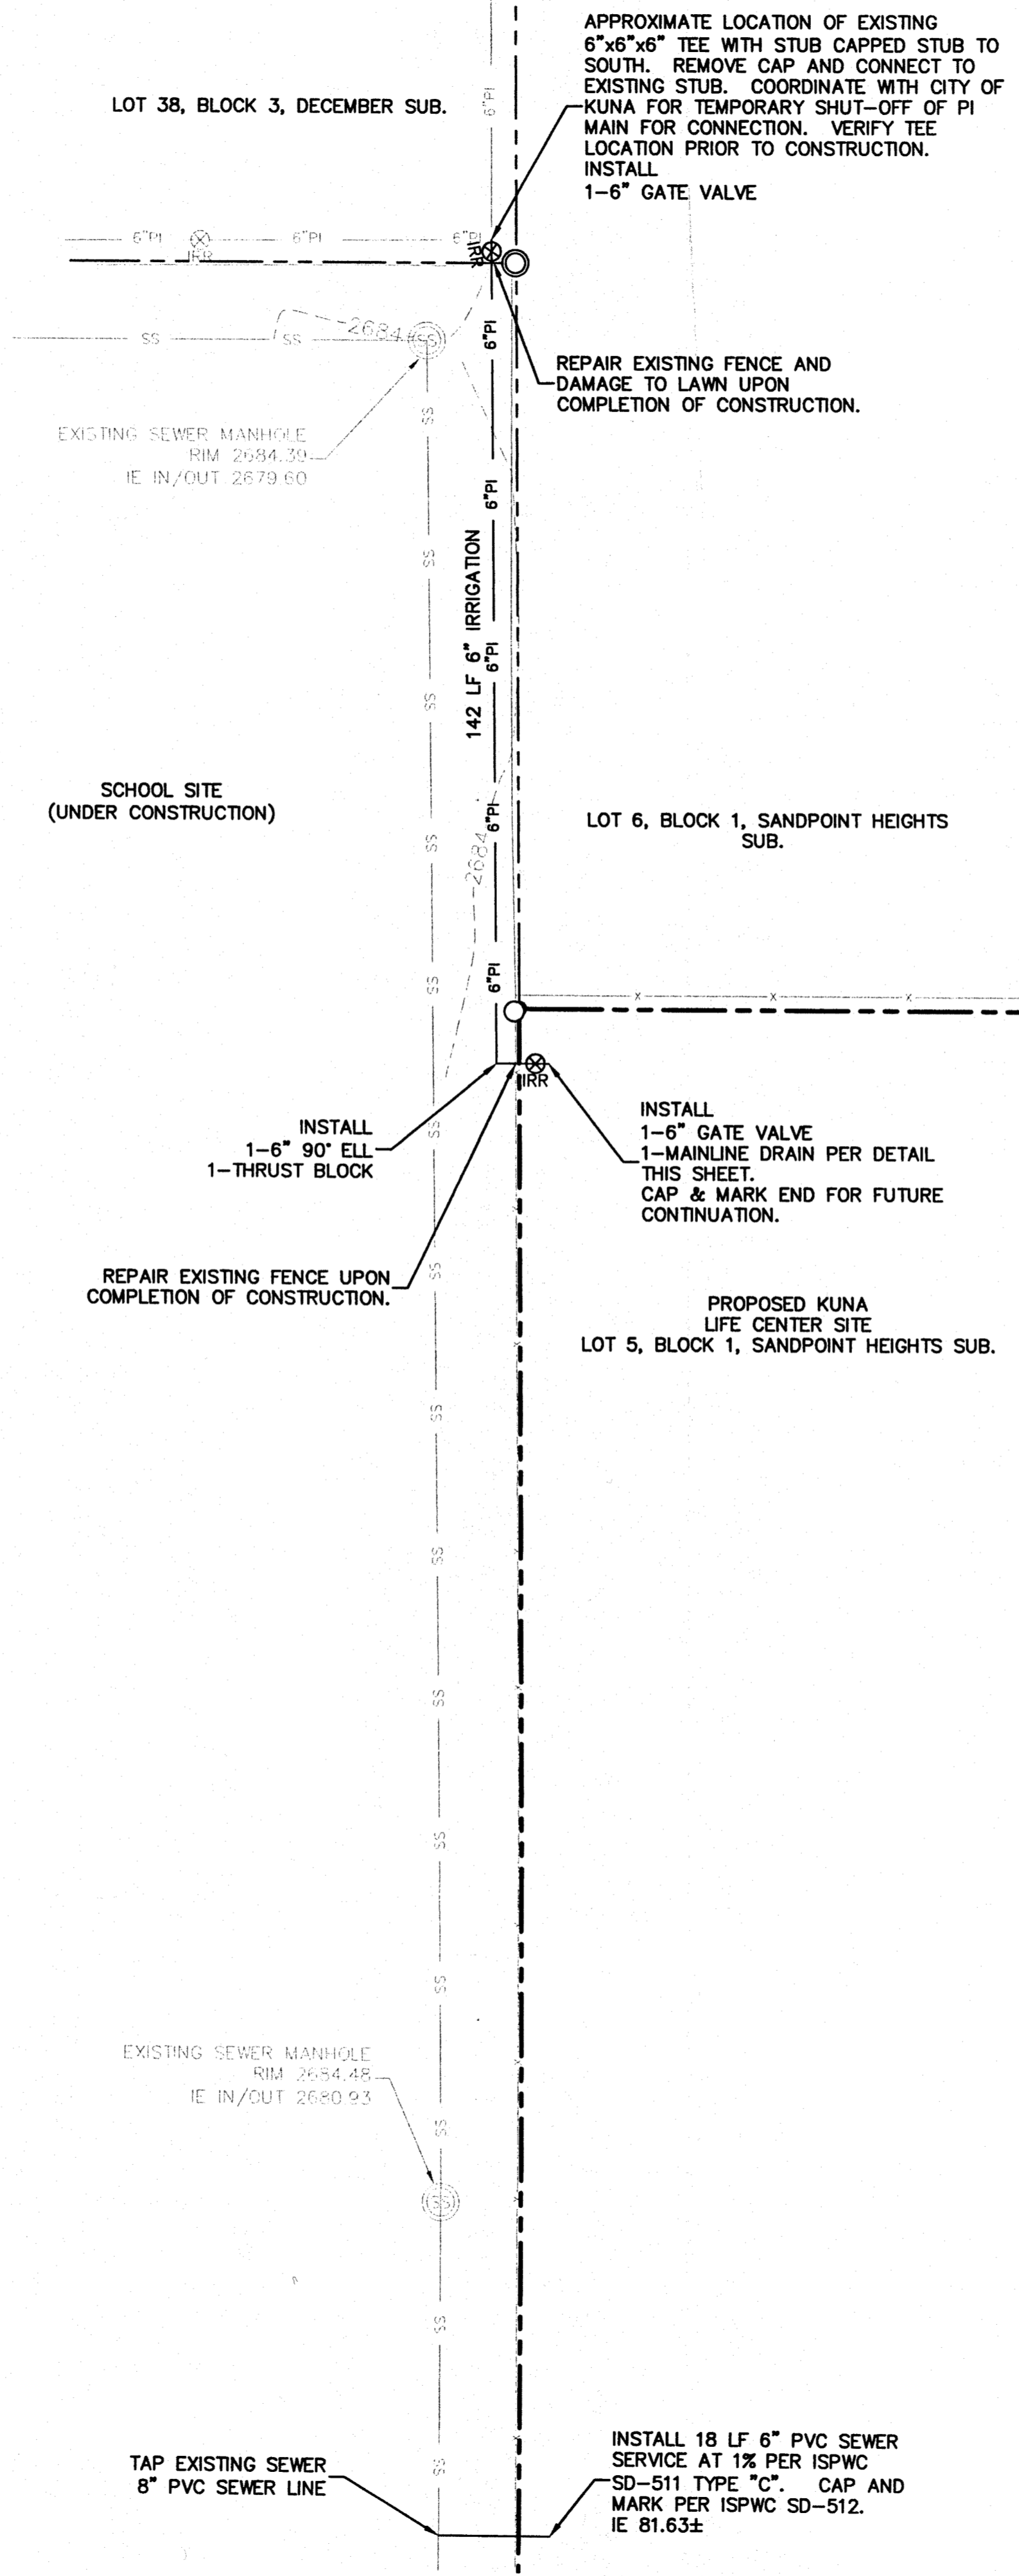 APPROXIMATE LOCATION OF EXISTING
6"x6"x6" TEE WITH STUB CAPPED STUB TO
SOUTH. REMOVE CAP AND CONNECT TO
EXISTING STUB. COORDINATE WITH CITY OF
KUNA FOR TEMPORARY SHUT-OFF OF PI
MAIN FOR CONNECTION. VERIFY TEE
LOCATION PRIOR TO CONSTRUCTION.
INSTALL
1-6" GATE VALVE
LOT 38, BLOCK 3, DECEMBER SUB.
6"PI
6"PI
6"PI
6"PI
IRR
IRR
SS
SS
2684
SS
6"PI
REPAIR EXISTING FENCE AND
DAMAGE TO LAWN UPON
COMPLETION OF CONSTRUCTION.
SS
EXISTING SEWER MANHOLE
RIM 2684.39
IE IN/OUT 2679.60
6"PI
SS
142 LF 6" IRRIGATION
6"PI
SS
SCHOOL SITE
(UNDER CONSTRUCTION)
6"PI
LOT 6, BLOCK 1, SANDPOINT HEIGHTS
SUB.
SS
2684
6"PI
SS
X
X
X
IRR
INSTALL
1-6" 90° ELL
1-THRUST BLOCK
SS
INSTALL
1-6" GATE VALVE
1-MAINLINE DRAIN PER DETAIL
THIS SHEET.
CAP & MARK END FOR FUTURE
CONTINUATION.
REPAIR EXISTING FENCE UPON
COMPLETION OF CONSTRUCTION.
SS
PROPOSED KUNA
LIFE CENTER SITE
LOT 5, BLOCK 1, SANDPOINT HEIGHTS SUB.
SS
SS
SS
SS
SS
EXISTING SEWER MANHOLE
RIM 2684.48
IE IN/OUT 2680.93
SS
SS
SS
SS
TAP EXISTING SEWER
8" PVC SEWER LINE
INSTALL 18 LF 6" PVC SEWER
SERVICE AT 1% PER ISPWC
SD-511 TYPE "C". CAP AND
MARK PER ISPWC SD-512.
IE 81.63±